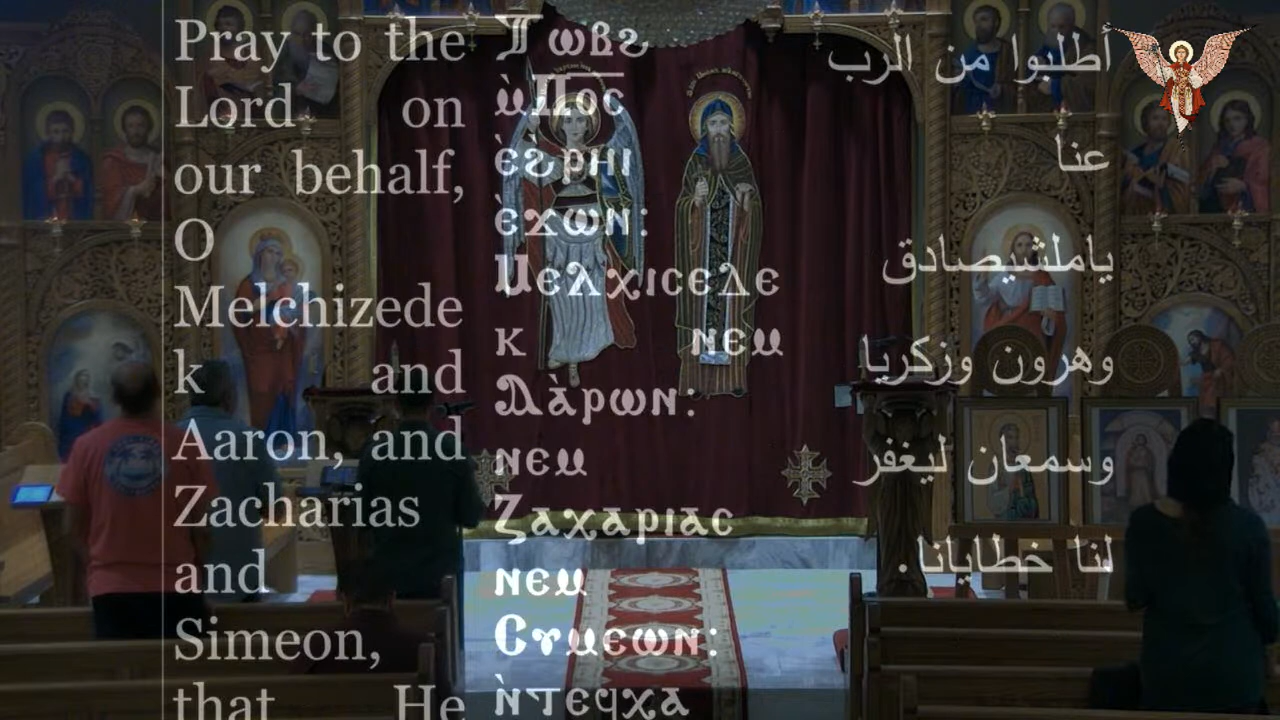 Pray to the
Lord on
our behalf,
O
Melchizede
k and
Aaron, and
Zacharias
and
Simeon,
that He
Ⲧⲱⲃϩ
ⲙ̀Ⲡⲟ̅ⲥ̅
ⲉ̀ϩⲣⲏⲓ
ⲉ̀ϫⲱⲛ:
Ⲙⲉⲗⲭⲓⲥⲉⲇⲉ
ⲕ ⲛⲉⲙ
Ⲁⲁ̀ⲣⲱⲛ:
ⲛⲉⲙ
Ⲍⲁⲭⲁⲣⲓⲁⲥ
ⲛⲉⲙ
Ⲥⲩⲙⲉⲱⲛ:
ⲛ̀ⲧⲉϥⲭⲁ
أطلبوا من الرب
عنا
ياملشيصادق
وهرون وزكريا
وسمعان ليغفر
لنا خطايانا.